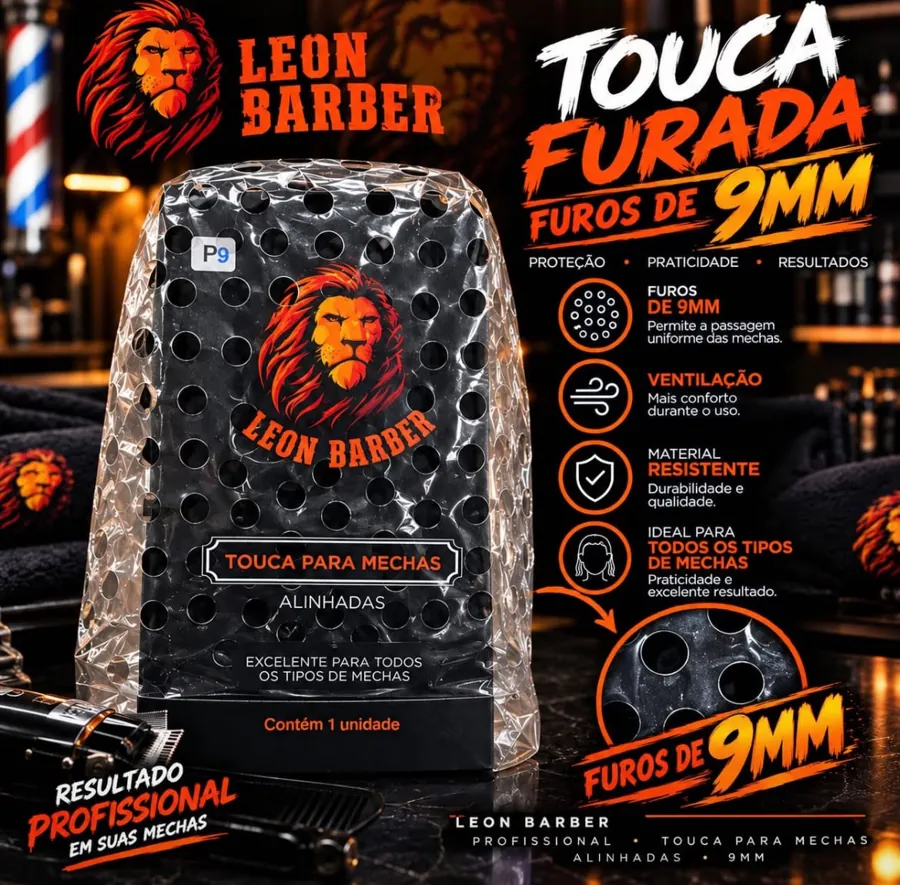 LEON
BARBER
TOUCA
FURADA
FUROS DE 9MM
PROTEÇÃO • PRATICIDADE • RESULTADOS
P9
LEON BARBER
TOUCA PARA MECHAS
ALINHADAS
EXCELENTE PARA TODOS
OS TIPOS DE MECHAS
Contém 1 unidade
FUROS
DE 9MM
Permite a passagem
uniforme das mechas.
VENTILAÇÃO
Mais conforto
durante o uso.
MATERIAL
RESISTENTE
Durabilidade e
qualidade.
IDEAL PARA
TODOS OS TIPOS
DE MECHAS
Praticidade e
excelente resultado.
FUROS DE 9MM
RESULTADO
PROFISSIONAL
EM SUAS MECHAS
LEON BARBER
PROFISSIONAL • TOUCA PARA MECHAS
ALINHADAS • 9MM